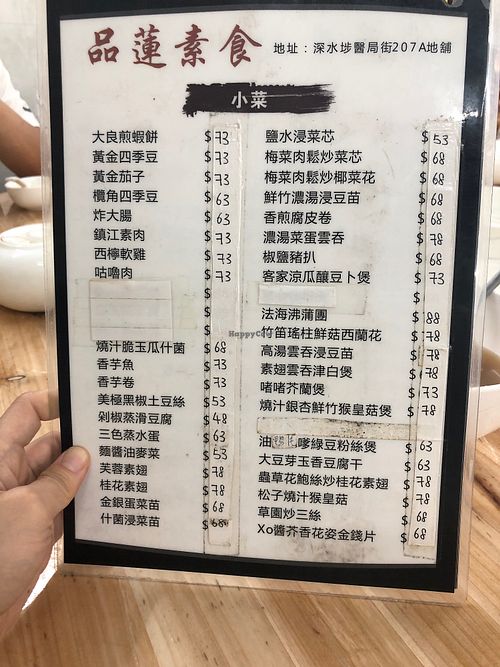 品蓮素食 地址：深水埗醫局街207A地舖
小菜
大良煎蝦餅 $73
黃金四季豆 $73
黃金茄子 $73
欖角四季豆 $63
炸大腸 $63
鎮江素肉 $73
西檸軟雞 $73
咕嚕肉 $73
$
$
$
燒汁脆玉瓜什菌 $68
香芋魚 $73
香芋卷 $73
美極黑椒土豆絲 $53
剁椒蒸滑豆腐 $48
三色蒸水蛋 $63
麵醬油麥菜 $53
芙蓉素翅 $78
桂花素翅 $78
金銀蛋菜苗 $68
什菌浸菜苗 $68
鹽水浸菜芯 $53
梅菜肉鬆炒菜芯 $68
梅菜肉鬆炒椰菜花 $68
鮮竹濃湯浸豆苗 $68
香煎腐皮卷 $68
濃湯菜蛋雲吞 $78
椒鹽豬扒 $68
客家涼瓜釀豆卜煲 $73
$
法海沸蒲團 $88
竹笛瑤柱鮮菇西蘭花 $78
高湯雲吞浸豆苗 $78
素翅雲吞津白煲 $78
啫啫芥蘭煲 $73
燒汁銀杏鮮竹猴皇菇煲 $78
油嗲綠豆粉絲煲 $63
大豆芽玉香豆腐干 $63
蟲草花鮑絲炒桂花素翅 $78
松子燒汁猴皇菇 $78
草園炒三絲 $68
Xo醬芥香花姿金錢片 $68
HappyCow